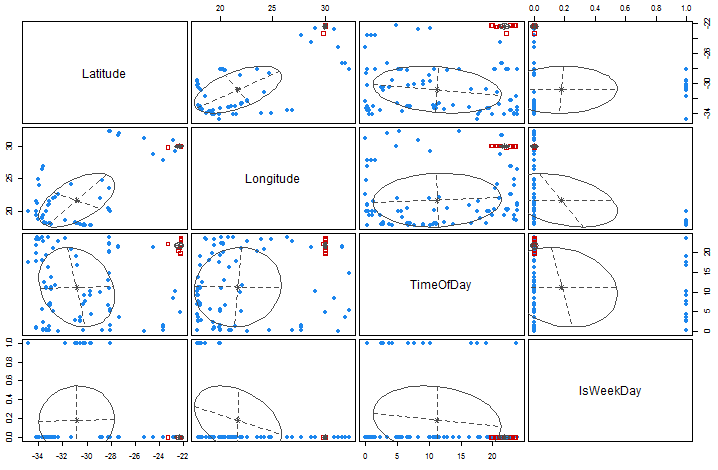 20 25 30 0.0 0.2 0.4 0.6 0.8 1.0
Latitude
-34 -30 -28 -26 -24 -22
20 25 30
Longitude
TimeOfDay
0 5 10 15 20
0.0 0.2 0.4 0.6 0.8 1.0
IsWeekDay
-34 -32 -30 -28 -26 -24 -22 0 5 10 15 20